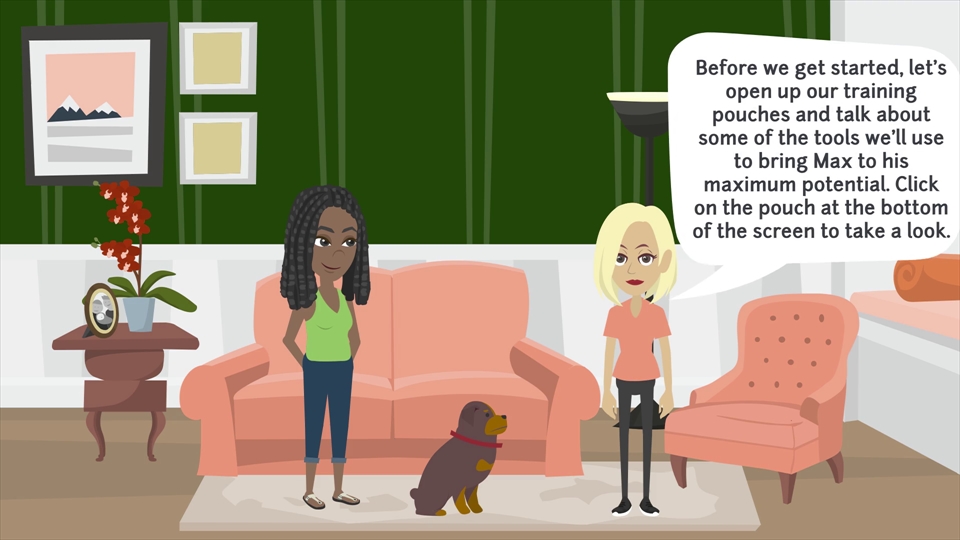 Before we get started, let's
open up our training
pouches and talk about
some of the tools we'll use
to bring Max to his
maximum potential. Click
on the pouch at the bottom
of the screen to take a look.